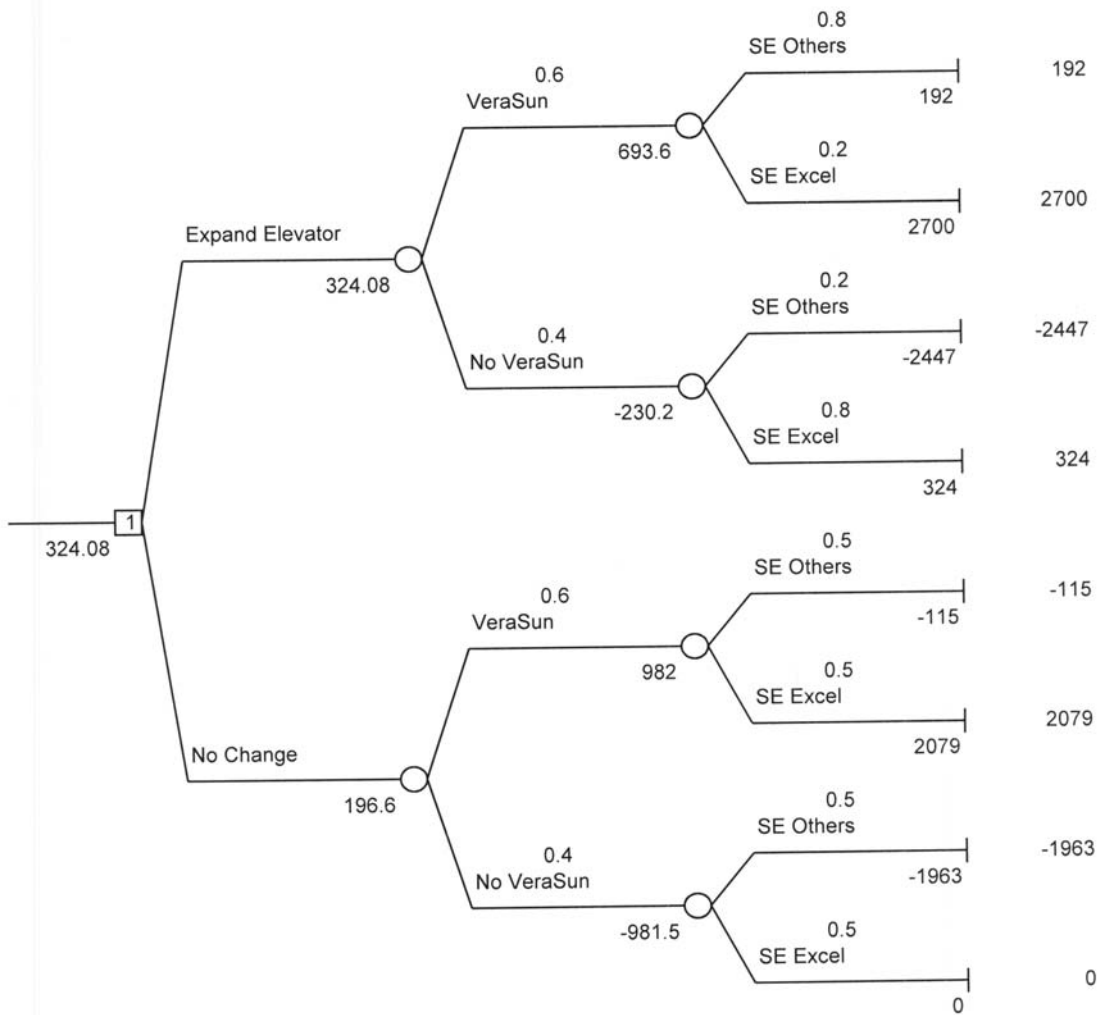 0.8
SE Others
192
192
0.6
VeraSun
693.6
0.2
SE Excel
2700
2700
Expand Elevator
324.08
0.2
SE Others
-2447
-2447
0.4
No VeraSun
-230.2
0.8
SE Excel
324
324
1
324.08
0.5
SE Others
-115
-115
0.6
VeraSun
982
0.5
SE Excel
2079
2079
No Change
196.6
0.5
SE Others
-1963
-1963
0.4
No VeraSun
-981.5
0.5
SE Excel
0
0